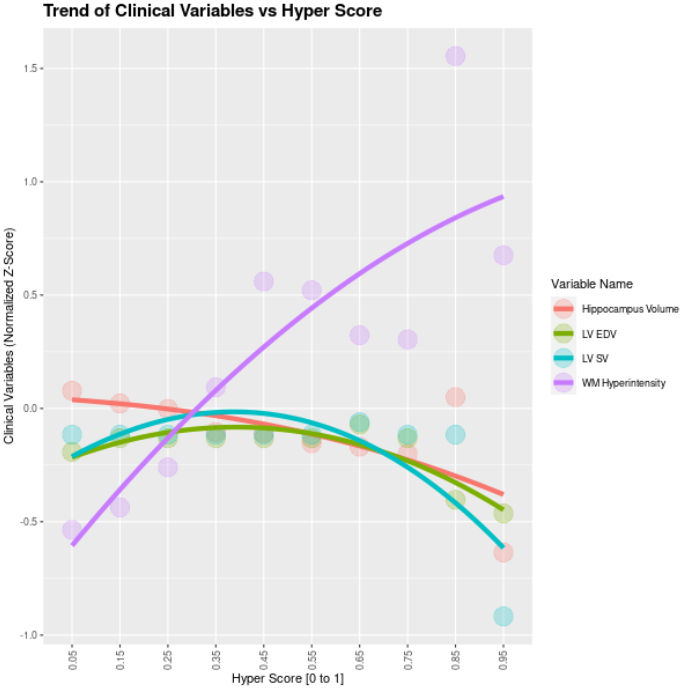 Trend of Clinical Variables vs Hyper Score
Clinical Variables (Normalized Z-Score)
1.5
1.0
0.5
0.0
-0.5
-1.0
0.05
0.15
0.25
0.35
0.45
0.55
0.65
0.75
0.85
0.95
Hyper Score [0 to 1]
Variable Name
Hippocampus Volume
LV EDV
LV SV
WM Hyperintensity